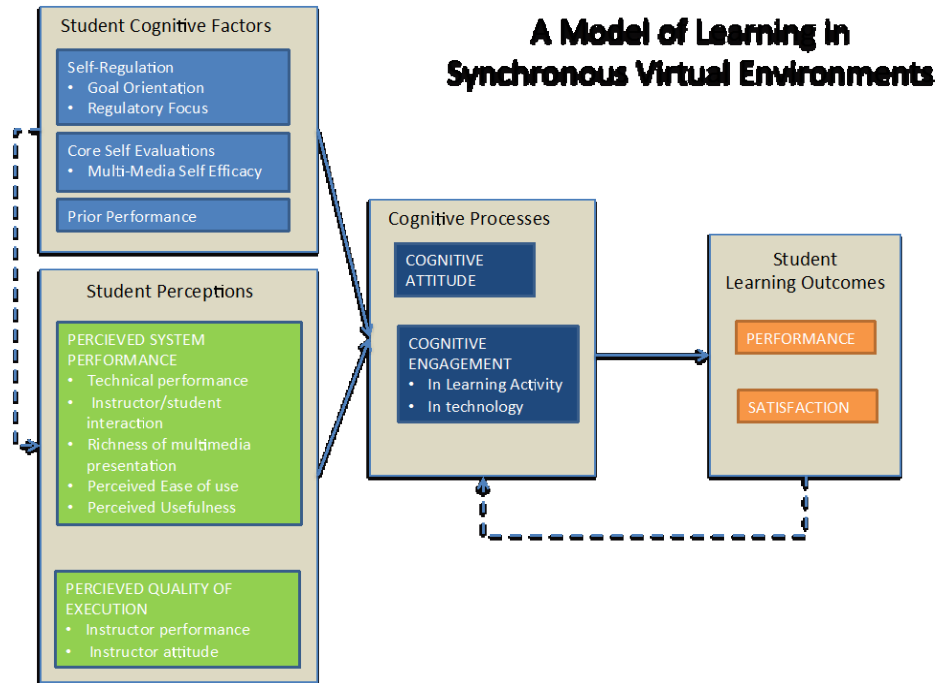 A Model of Learning in
Synchronous Virtual Environments
Student Cognitive Factors
Self-Regulation
• Goal Orientation
• Regulatory Focus
Core Self Evaluations
• Multi-Media Self Efficacy
Prior Performance
Student Perceptions
PERCIEVED SYSTEM
PERFORMANCE
• Technical performance
• Instructor/student
interaction
• Richness of multimedia
presentation
• Perceived Ease of use
• Perceived Usefulness
PERCIEVED QUALITY OF
EXECUTION
• Instructor performance
• Instructor attitude
Cognitive Processes
COGNITIVE
ATTITUDE
COGNITIVE
ENGAGEMENT
• In Learning Activity
• In technology
Student
Learning Outcomes
PERFORMANCE
SATISFACTION